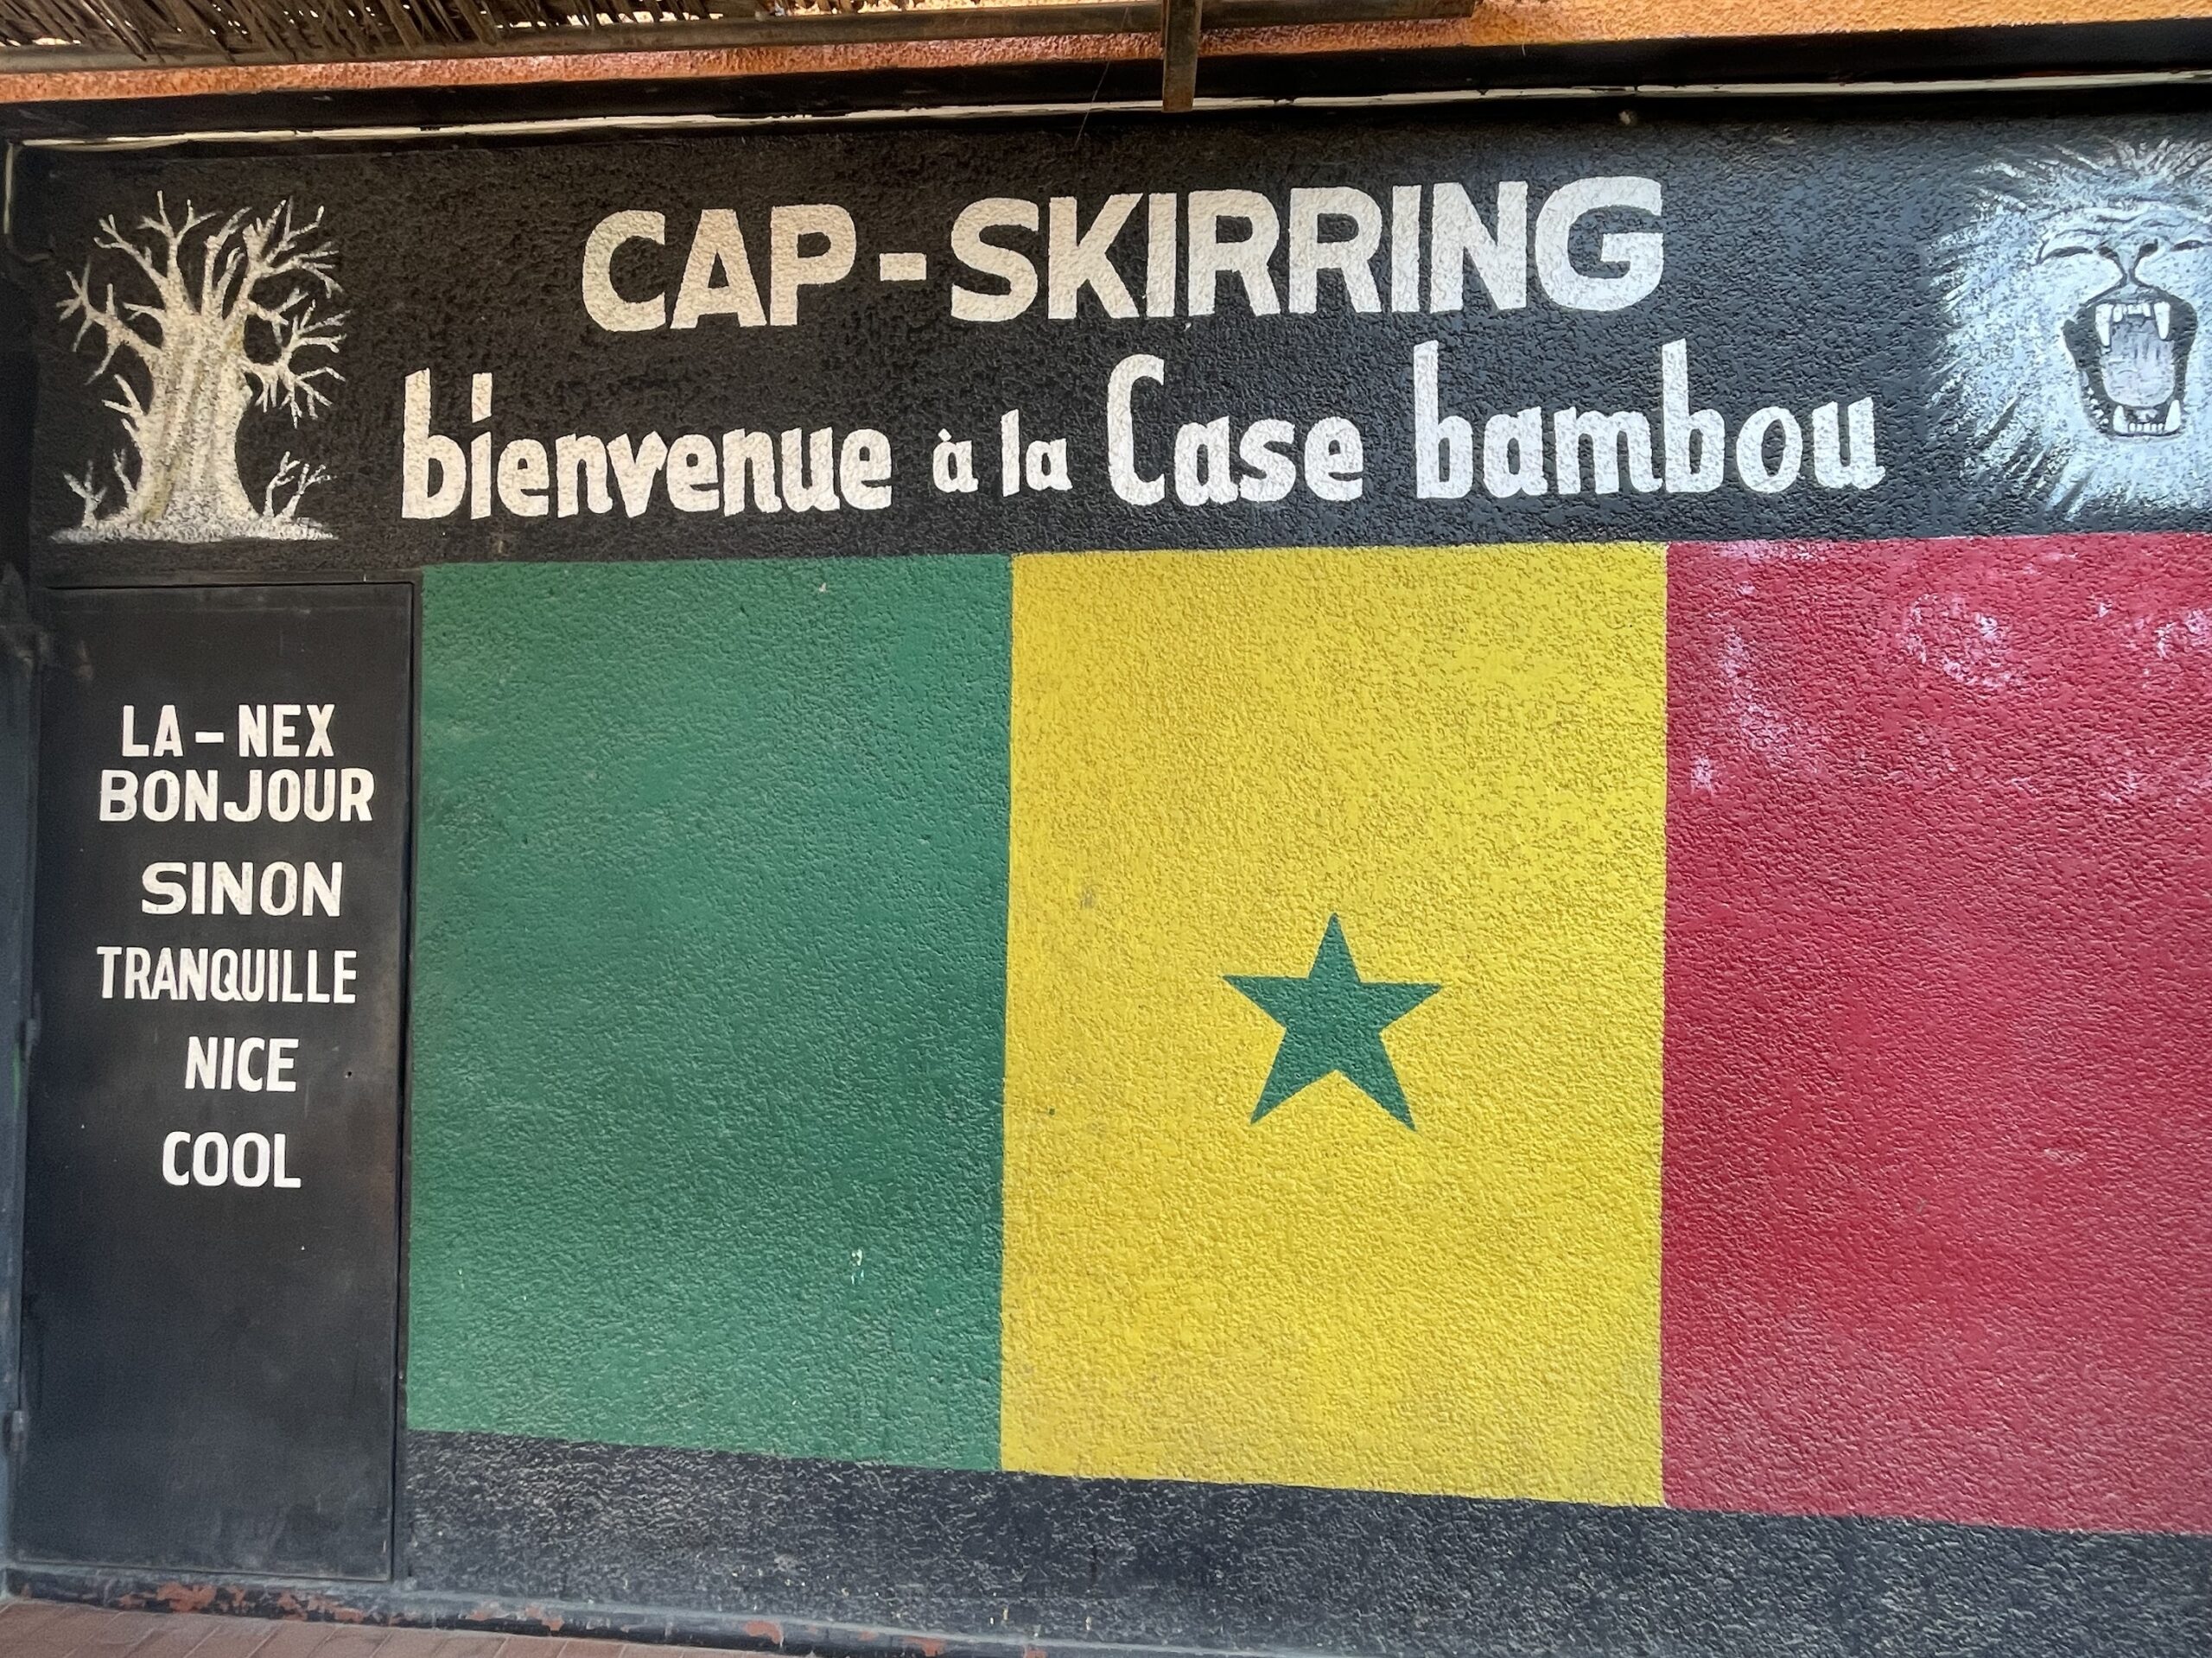 CAP-SKIRRING
bienvenue à la Case bambou
LA-NEX
BONJOUR
SINON
TRANQUILLE
NICE
COOL